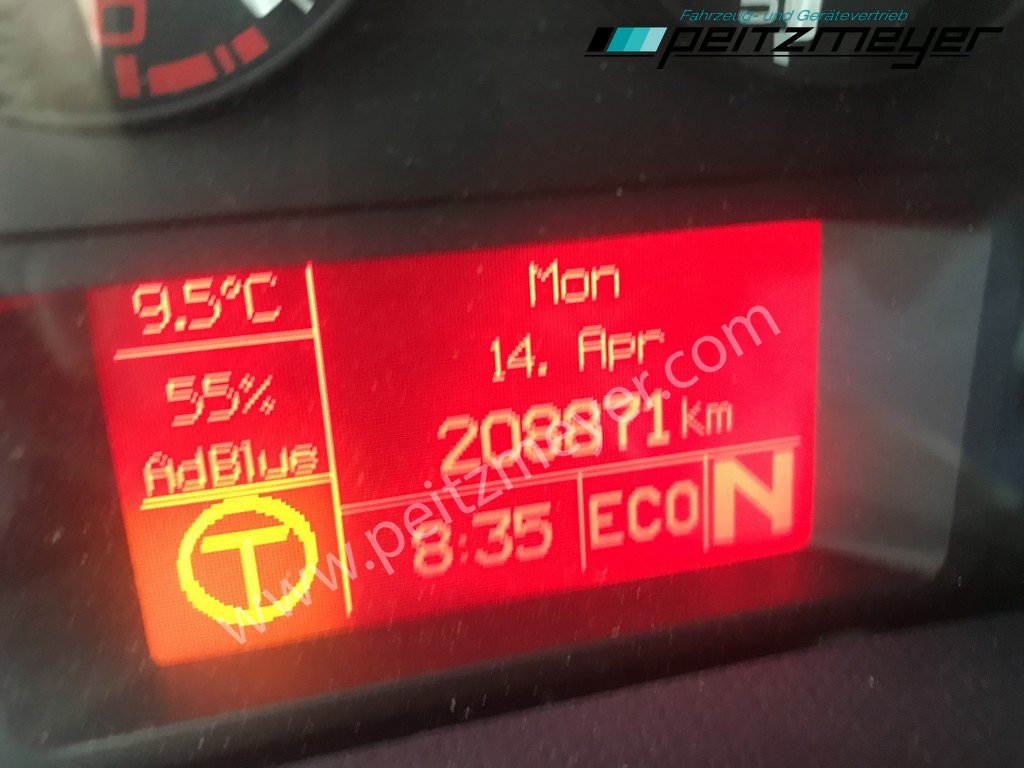 Fahrzeug- und Gerätevertrieb
peitzmeyer
0
9.5°C
Mon
14. Apr
55%
AdBlue
208871 Km
8:35 ECO N
T
www.peitzmeyer.com